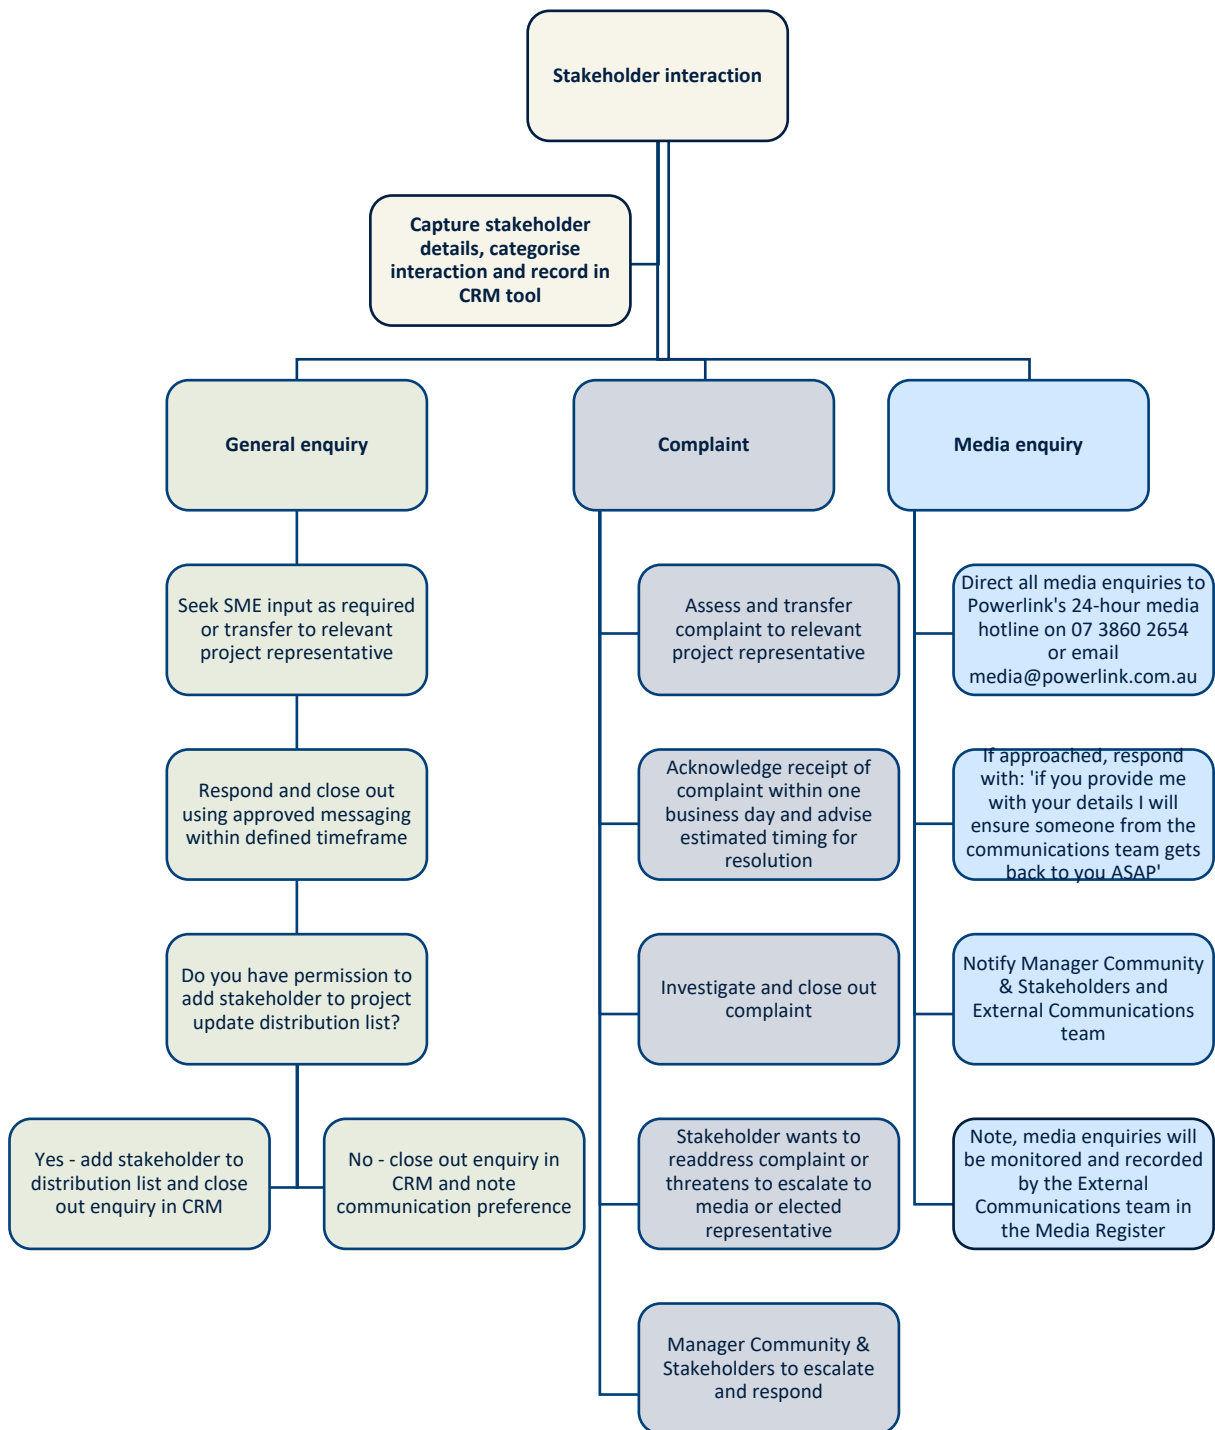 Stakeholder interaction
Capture stakeholder
details, categorise
interaction and record in
CRM tool
General enquiry
Complaint
Media enquiry
Seek SME input as required
or transfer to relevant
project representative
Respond and close out
using approved messaging
within defined timeframe
Do you have permission to
add stakeholder to project
update distribution list?
Yes - add stakeholder to
distribution list and close
out enquiry in CRM
No - close out enquiry in
CRM and note
communication preference
Assess and transfer
complaint to relevant
project representative
Acknowledge receipt of
complaint within one
business day and advise
estimated timing for
resolution
Investigate and close out
complaint
Stakeholder wants to
readdress complaint or
threatens to escalate to
media or elected
representative
Manager Community &
Stakeholders to escalate
and respond
Direct all media enquiries to
Powerlink's 24-hour media
hotline on 07 3860 2654
or email
media@powerlink.com.au
If approached, respond
with: 'if you provide me
with your details I will
ensure someone from the
communications team gets
back to you ASAP'
Notify Manager Community
& Stakeholders and
External Communications
team
Note, media enquiries will
be monitored and recorded
by the External
Communications team in
the Media Register